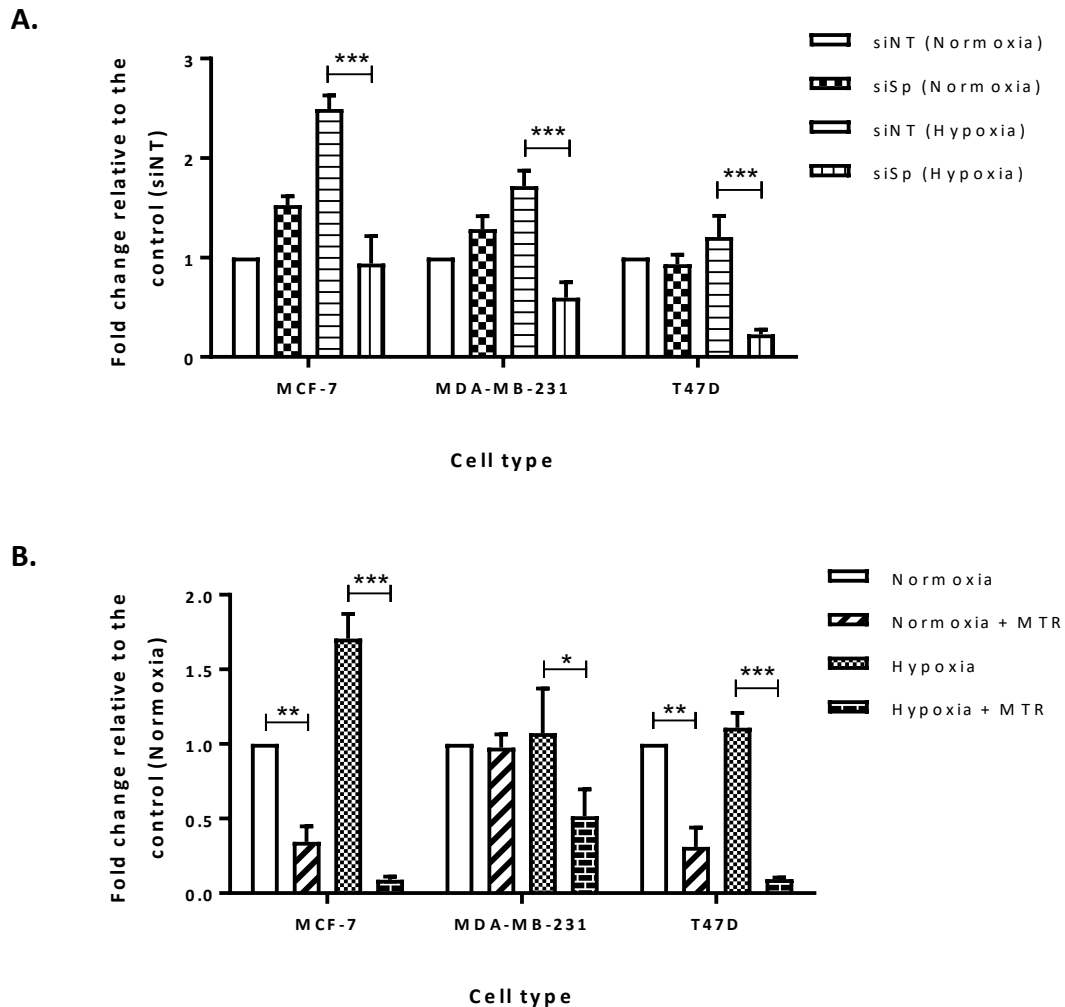 A.
Fold change relative to the
control (siNT)
3
2
1
0
***
***
***
MCF-7
MDA-MB-231
T47D
Cell type
siNT (Normoxia)
siSp (Normoxia)
siNT (Hypoxia)
siSp (Hypoxia)
B.
Fold change relative to the
control (Normoxia)
2.0
1.5
1.0
0.5
0.0
**
***
*
**
***
MCF-7
MDA-MB-231
T47D
Cell type
Normoxia
Normoxia + MTR
Hypoxia
Hypoxia + MTR